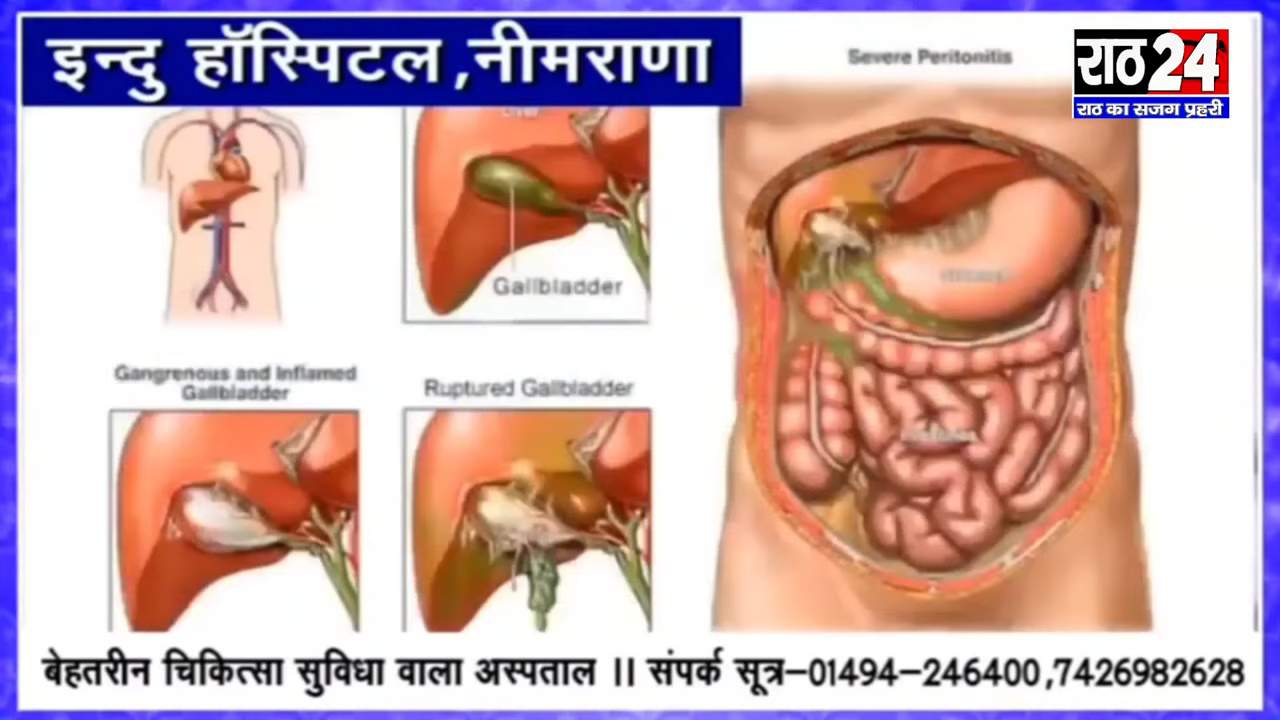 इन्दु हॉस्पिटल,नीमराणा
Severe Peritonitis
राठ 24
राठ का सजग प्रहरी
Gallbladder
Gangrenous and Inflamed
Gallbladder
Ruptured Gallbladder
बेहतरीन चिकित्सा सुविधा वाला अस्पताल ।। संपर्क सूत्र–01494–246400,7426982628